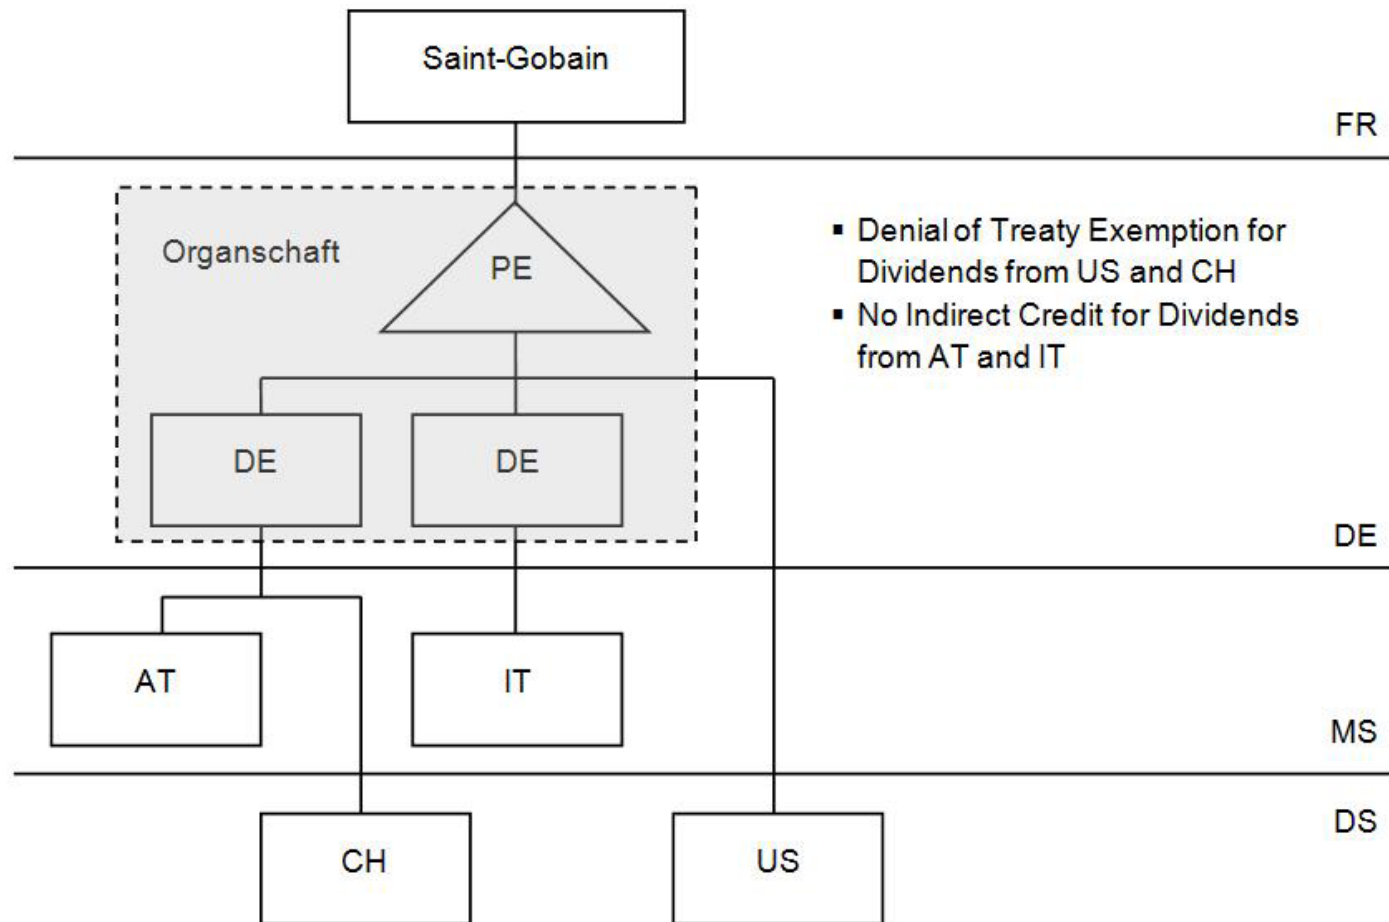 Saint-Gobain
FR
Organschaft
PE
▪ Denial of Treaty Exemption for
Dividends from US and CH
▪ No Indirect Credit for Dividends
from AT and IT
DE
DE
DE
AT
IT
MS
DS
CH
US